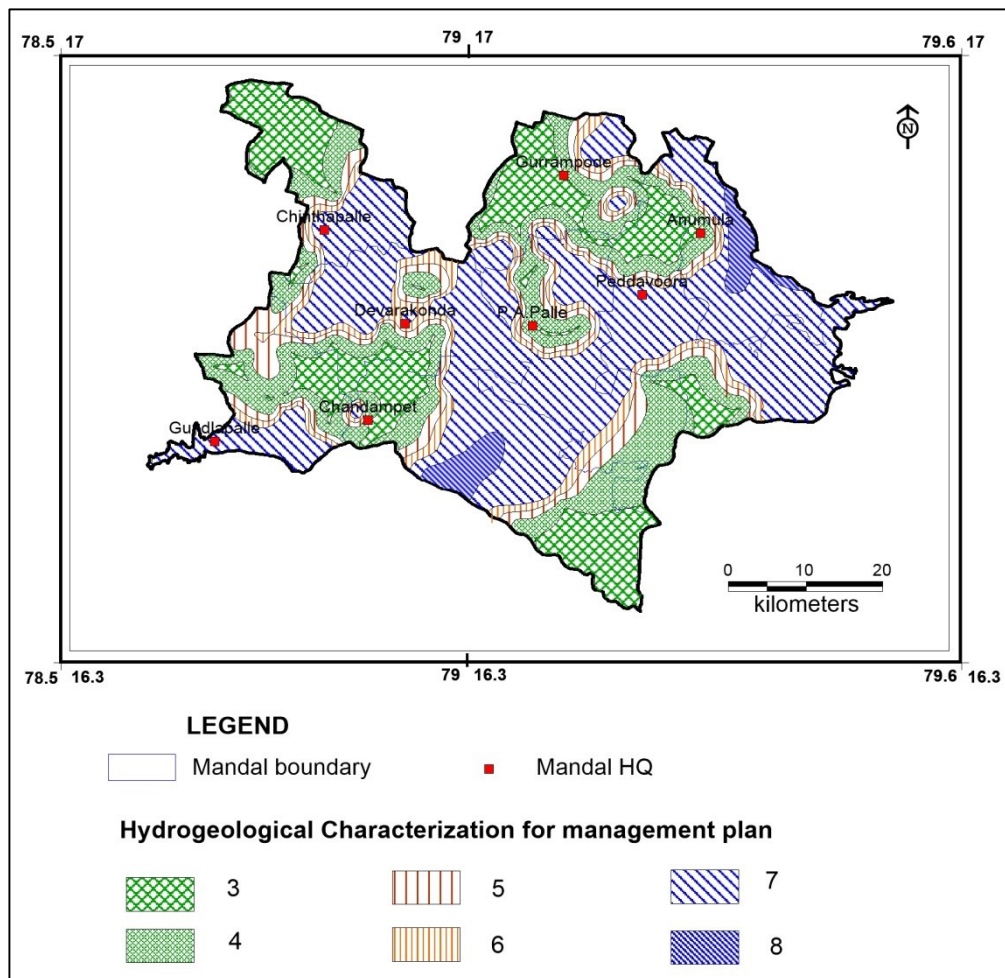 78.5 17
79 17
79.6 17
N
Gurrampode
Chinthapalle
Anumula
Peddavoora
Devarakonda
P.A.Palle
Chandampet
Gundlapalle
0 10 20
kilometers
78.5 16.3
79 16.3
79.6 16.3
LEGEND
Mandal boundary
Mandal HQ
Hydrogeological Characterization for management plan
3 5 7
4 6 8